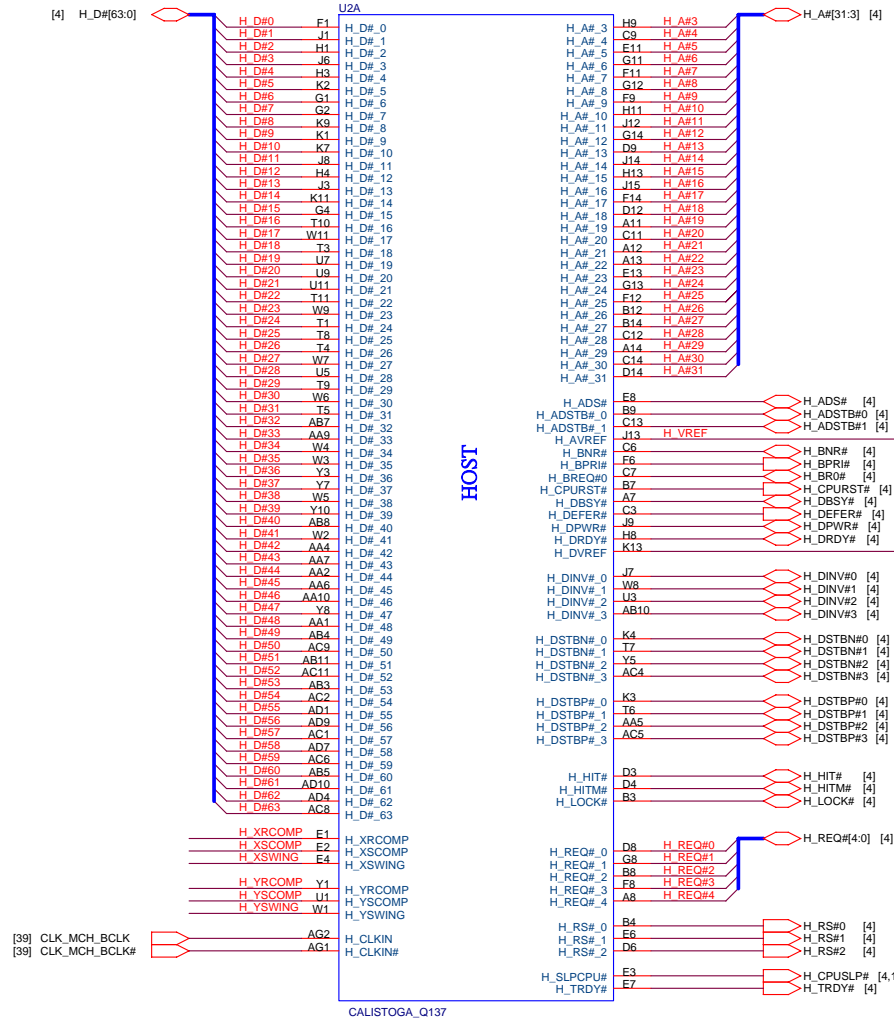 U2A
[4] H_D#[63:0]
H_D#0 F1 H_D#_0
H_D#1 J1 H_D#_1
H_D#2 H1 H_D#_2
H_D#3 J6 H_D#_3
H_D#4 H3 H_D#_4
H_D#5 K2 H_D#_5
H_D#6 G1 H_D#_6
H_D#7 G2 H_D#_7
H_D#8 K9 H_D#_8
H_D#9 K1 H_D#_9
H_D#10 K7 H_D#_10
H_D#11 J8 H_D#_11
H_D#12 H4 H_D#_12
H_D#13 J3 H_D#_13
H_D#14 K11 H_D#_14
H_D#15 G4 H_D#_15
H_D#16 T10 H_D#_16
H_D#17 W11 H_D#_17
H_D#18 T3 H_D#_18
H_D#19 U7 H_D#_19
H_D#20 U9 H_D#_20
H_D#21 U11 H_D#_21
H_D#22 T11 H_D#_22
H_D#23 W9 H_D#_23
H_D#24 T1 H_D#_24
H_D#25 T8 H_D#_25
H_D#26 T4 H_D#_26
H_D#27 W7 H_D#_27
H_D#28 U5 H_D#_28
H_D#29 T9 H_D#_29
H_D#30 W6 H_D#_30
H_D#31 T5 H_D#_31
H_D#32 AB7 H_D#_32
H_D#33 AA9 H_D#_33
H_D#34 W4 H_D#_34
H_D#35 W3 H_D#_35
H_D#36 Y3 H_D#_36
H_D#37 Y7 H_D#_37
H_D#38 W5 H_D#_38
H_D#39 Y10 H_D#_39
H_D#40 AB8 H_D#_40
H_D#41 W2 H_D#_41
H_D#42 AA4 H_D#_42
H_D#43 AA7 H_D#_43
H_D#44 AA2 H_D#_44
H_D#45 AA6 H_D#_45
H_D#46 AA10 H_D#_46
H_D#47 Y8 H_D#_47
H_D#48 AA1 H_D#_48
H_D#49 AB4 H_D#_49
H_D#50 AC9 H_D#_50
H_D#51 AB11 H_D#_51
H_D#52 AC11 H_D#_52
H_D#53 AB3 H_D#_53
H_D#54 AC2 H_D#_54
H_D#55 AD1 H_D#_55
H_D#56 AD9 H_D#_56
H_D#57 AC1 H_D#_57
H_D#58 AD7 H_D#_58
H_D#59 AC6 H_D#_59
H_D#60 AB5 H_D#_60
H_D#61 AD10 H_D#_61
H_D#62 AD4 H_D#_62
H_D#63 AC8 H_D#_63
H_XRCOMP E1 H_XRCOMP
H_XSCOMP E2 H_XSCOMP
H_XSWING E4 H_XSWING
H_YRCOMP Y1 H_YRCOMP
H_YSCOMP U1 H_YSCOMP
H_YSWING W1 H_YSWING
[39] CLK_MCH_BCLK AG2 H_CLKIN
[39] CLK_MCH_BCLK# AG1 H_CLKIN#
HOST
H_A#[31:3] [4]
H_A#_3 H9 H_A#3
H_A#_4 C9 H_A#4
H_A#_5 E11 H_A#5
H_A#_6 G11 H_A#6
H_A#_7 F11 H_A#7
H_A#_8 G12 H_A#8
H_A#_9 F9 H_A#9
H_A#_10 H11 H_A#10
H_A#_11 J12 H_A#11
H_A#_12 G14 H_A#12
H_A#_13 D9 H_A#13
H_A#_14 J14 H_A#14
H_A#_15 H13 H_A#15
H_A#_16 J15 H_A#16
H_A#_17 F14 H_A#17
H_A#_18 D12 H_A#18
H_A#_19 A11 H_A#19
H_A#_20 C11 H_A#20
H_A#_21 A12 H_A#21
H_A#_22 A13 H_A#22
H_A#_23 E13 H_A#23
H_A#_24 G13 H_A#24
H_A#_25 F12 H_A#25
H_A#_26 B12 H_A#26
H_A#_27 B14 H_A#27
H_A#_28 C12 H_A#28
H_A#_29 A14 H_A#29
H_A#_30 C14 H_A#30
H_A#_31 D14 H_A#31
H_ADS# E8 H_ADS# [4]
H_ADSTB#_0 B9 H_ADSTB#0 [4]
H_ADSTB#_1 C13 H_ADSTB#1 [4]
H_AVREF J13 H_VREF
H_BNR# C6 H_BNR# [4]
H_BPRI# F6 H_BPRI# [4]
H_BREQ#0 C7 H_BR0# [4]
H_CPURST# B7 H_CPURST# [4]
H_DBSY# A7 H_DBSY# [4]
H_DEFER# C3 H_DEFER# [4]
H_DPWR# J9 H_DPWR# [4]
H_DRDY# H8 H_DRDY# [4]
H_DVREF K13
H_DINV#_0 J7 H_DINV#0 [4]
H_DINV#_1 W8 H_DINV#1 [4]
H_DINV#_2 U3 H_DINV#2 [4]
H_DINV#_3 AB10 H_DINV#3 [4]
H_DSTBN#_0 K4 H_DSTBN#0 [4]
H_DSTBN#_1 T7 H_DSTBN#1 [4]
H_DSTBN#_2 Y5 H_DSTBN#2 [4]
H_DSTBN#_3 AC4 H_DSTBN#3 [4]
H_DSTBP#_0 K3 H_DSTBP#0 [4]
H_DSTBP#_1 T6 H_DSTBP#1 [4]
H_DSTBP#_2 AA5 H_DSTBP#2 [4]
H_DSTBP#_3 AC5 H_DSTBP#3 [4]
H_HIT# D3 H_HIT# [4]
H_HITM# D4 H_HITM# [4]
H_LOCK# B3 H_LOCK# [4]
H_REQ#[4:0] [4]
H_REQ#_0 D8 H_REQ#0
H_REQ#_1 G8 H_REQ#1
H_REQ#_2 B8 H_REQ#2
H_REQ#_3 F8 H_REQ#3
H_REQ#_4 A8 H_REQ#4
H_RS#_0 B4 H_RS#0 [4]
H_RS#_1 E6 H_RS#1 [4]
H_RS#_2 D6 H_RS#2 [4]
H_SLPCPU# E3 H_CPUSLP# [4,1
H_TRDY# E7 H_TRDY# [4]
CALISTOGA_Q137